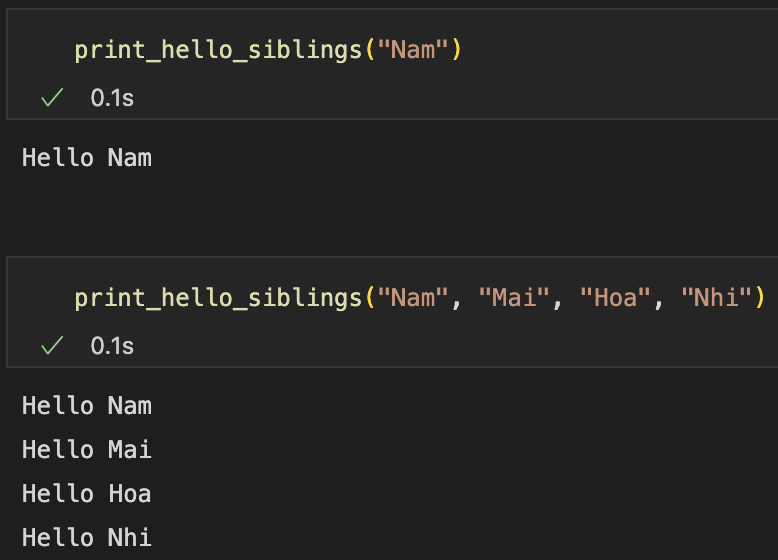 print_hello_siblings("Nam")
0.1s
Hello Nam
print_hello_siblings("Nam", "Mai", "Hoa", "Nhi")
0.1s
Hello Nam
Hello Mai
Hello Hoa
Hello Nhi